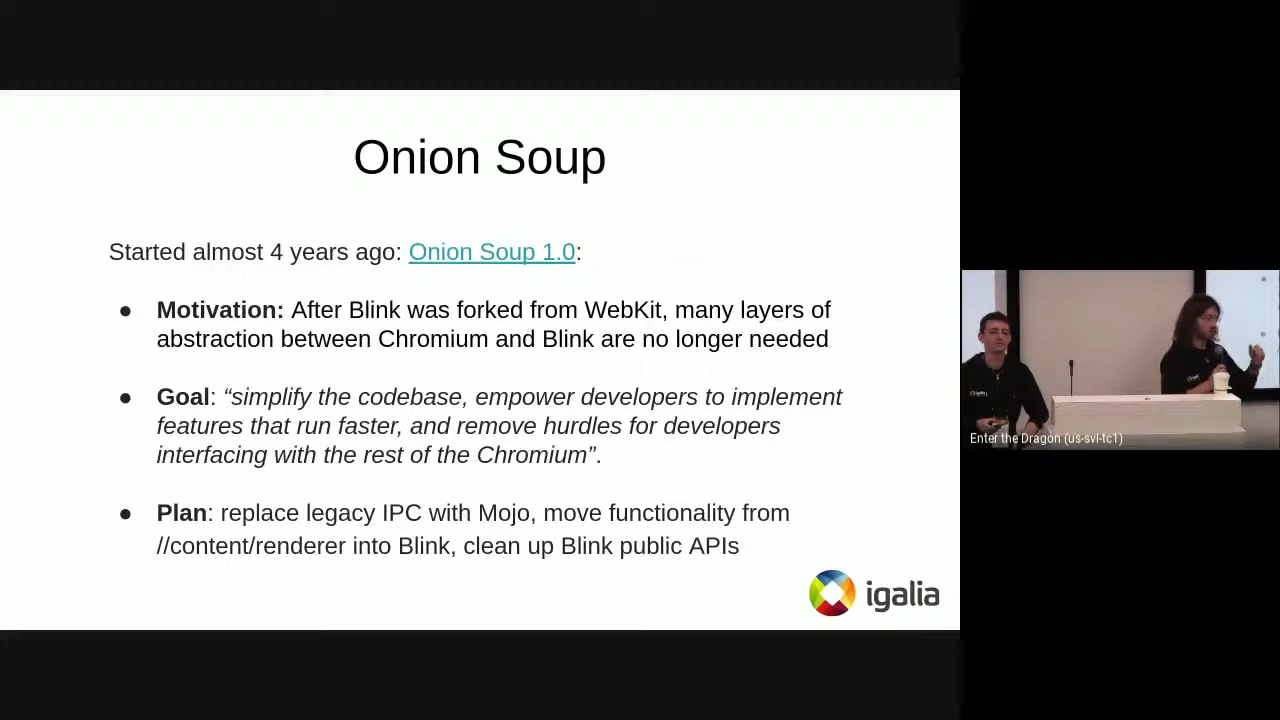 Onion Soup
Started almost 4 years ago: Onion Soup 1.0:
● Motivation: After Blink was forked from WebKit, many layers of
abstraction between Chromium and Blink are no longer needed
● Goal: “simplify the codebase, empower developers to implement
features that run faster, and remove hurdles for developers
interfacing with the rest of the Chromium”.
● Plan: replace legacy IPC with Mojo, move functionality from
//content/renderer into Blink, clean up Blink public APIs
igalia
Enter the Dragon (us-svl-tc1)